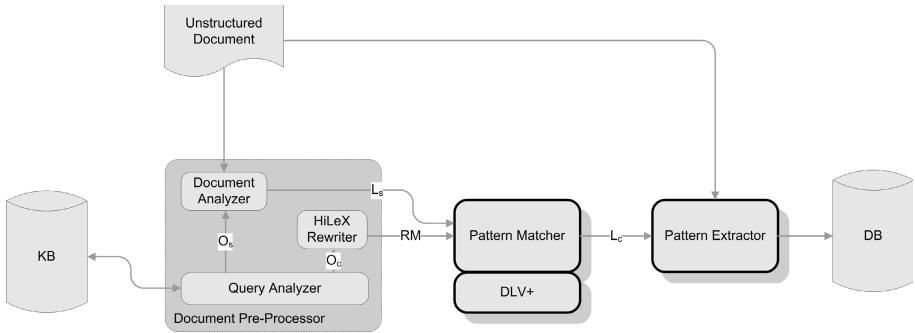 Unstructured
Document
Document
Analyzer
Ls
HiLeX
Rewriter
RM
Os
Oc
KB
Query Analyzer
Document Pre-Processor
Pattern Matcher
DLV+
Lc
Pattern Extractor
DB